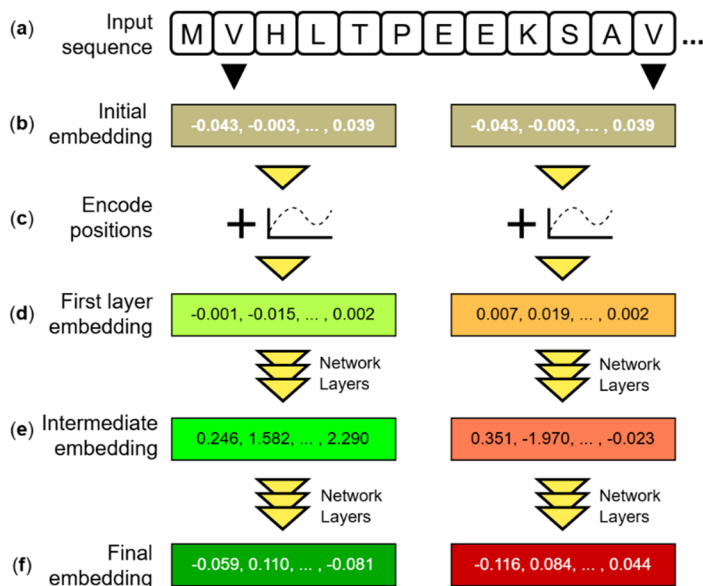 (a) Input sequence M V H L T P E E K S A V ...
(b) Initial embedding -0.043, -0.003, ... , 0.039 -0.043, -0.003, ... , 0.039
(c) Encode positions + +
(d) First layer embedding -0.001, -0.015, ... , 0.002 0.007, 0.019, ... , 0.002
Network Layers Network Layers
(e) Intermediate embedding 0.246, 1.582, ... , 2.290 0.351, -1.970, ... , -0.023
Network Layers Network Layers
(f) Final embedding -0.059, 0.110, ... , -0.081 -0.116, 0.084, ... , 0.044